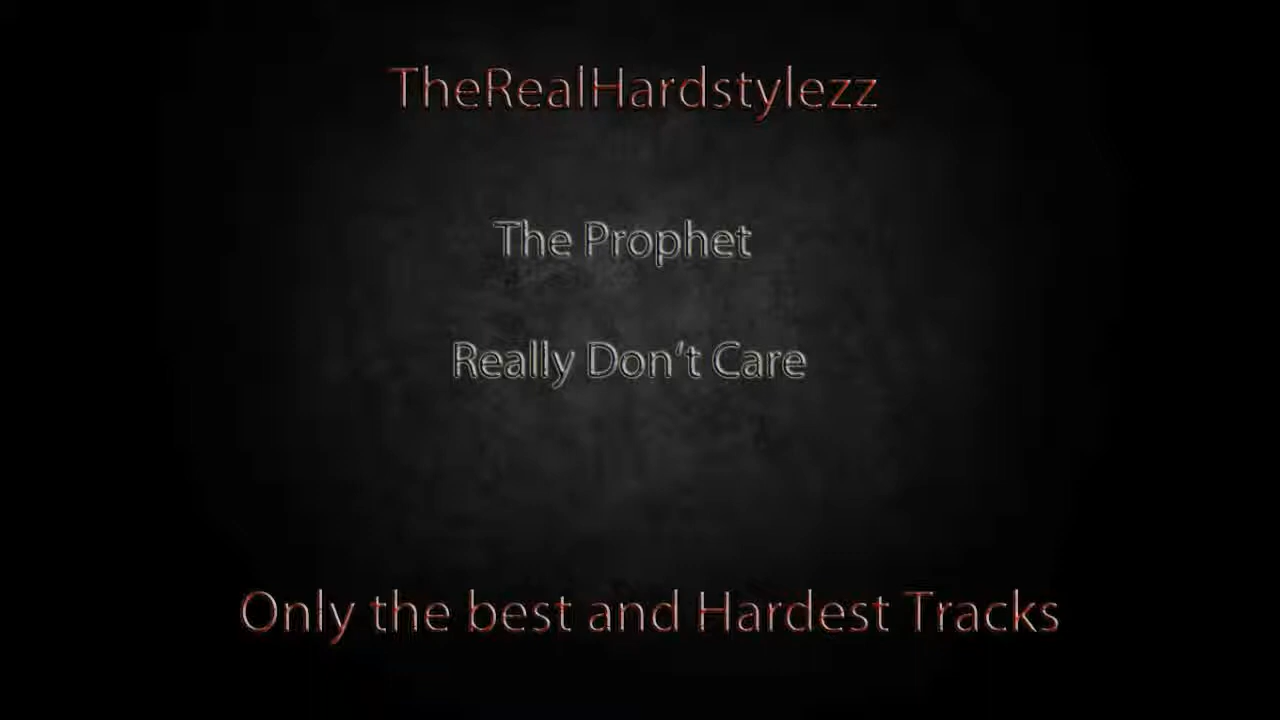 TheRealHardstylezz
The Prophet
Really Don't Care
Only the best and Hardest Tracks